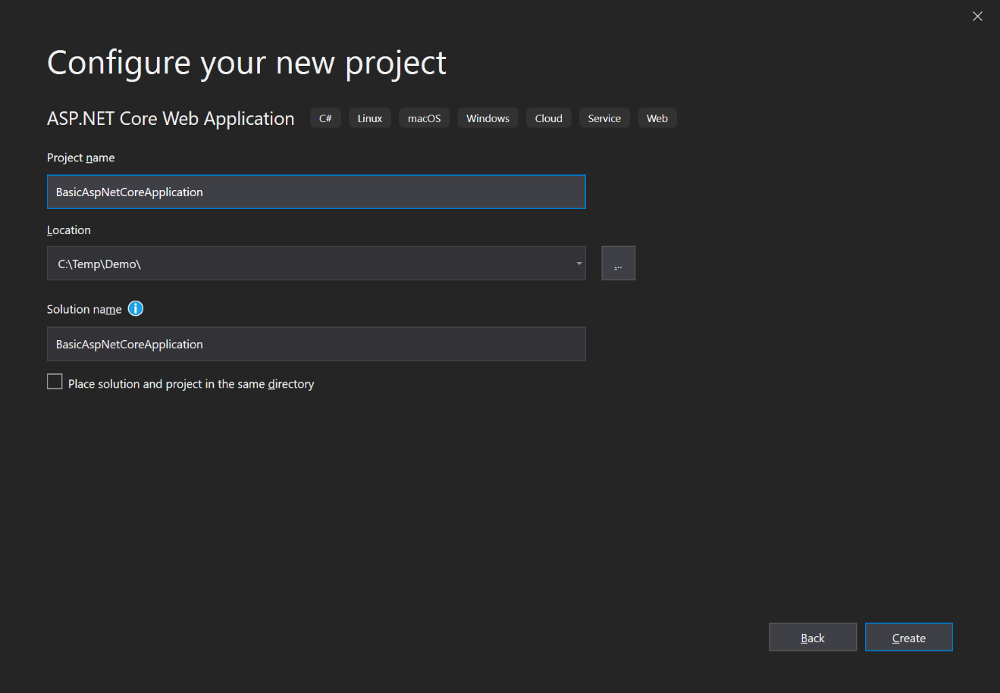 Configure your new project
ASP.NET Core Web Application C# Linux macOS Windows Cloud Service Web
Project name
BasicAspNetCoreApplication
Location
C:\Temp\Demo\
...
Solution name
BasicAspNetCoreApplication
Place solution and project in the same directory
Back Create